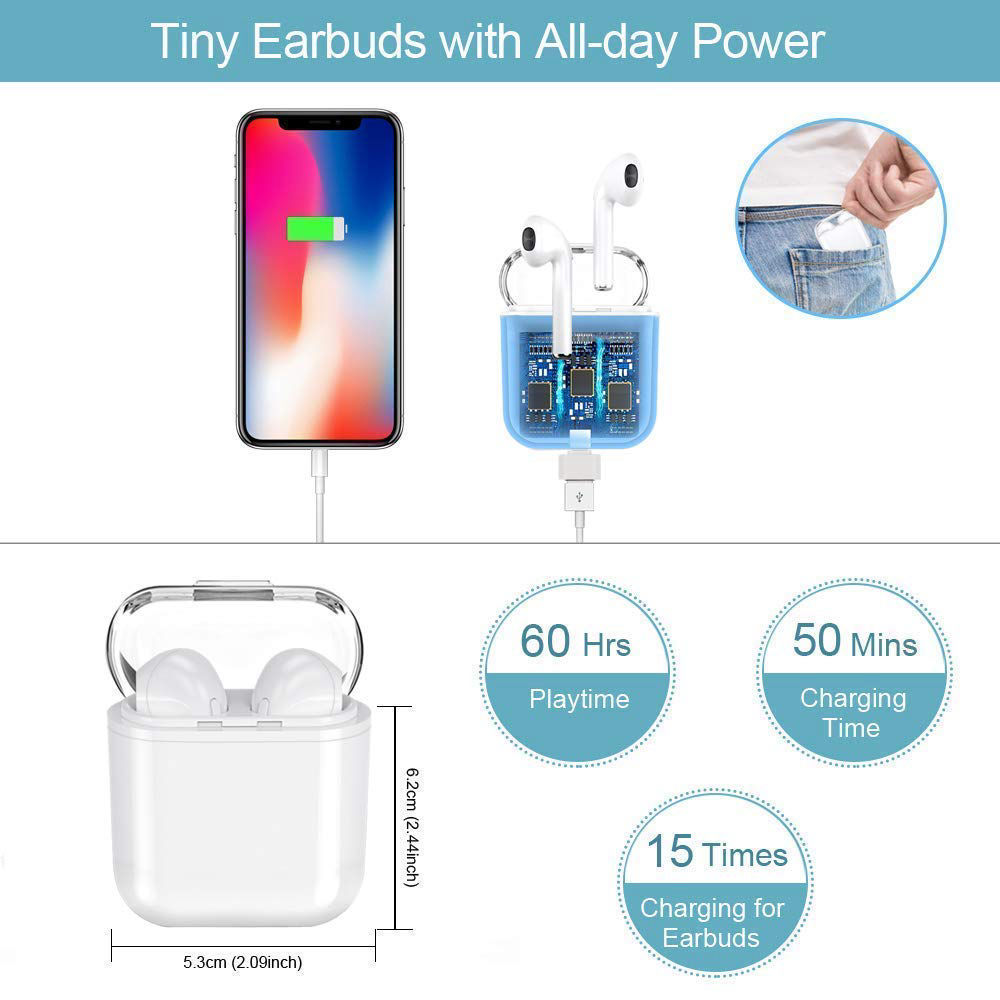 Tiny Earbuds with All-day Power
60 Hrs
Playtime
50 Mins
Charging
Time
6.2cm (2.44inch)
15 Times
Charging for
Earbuds
5.3cm (2.09inch)